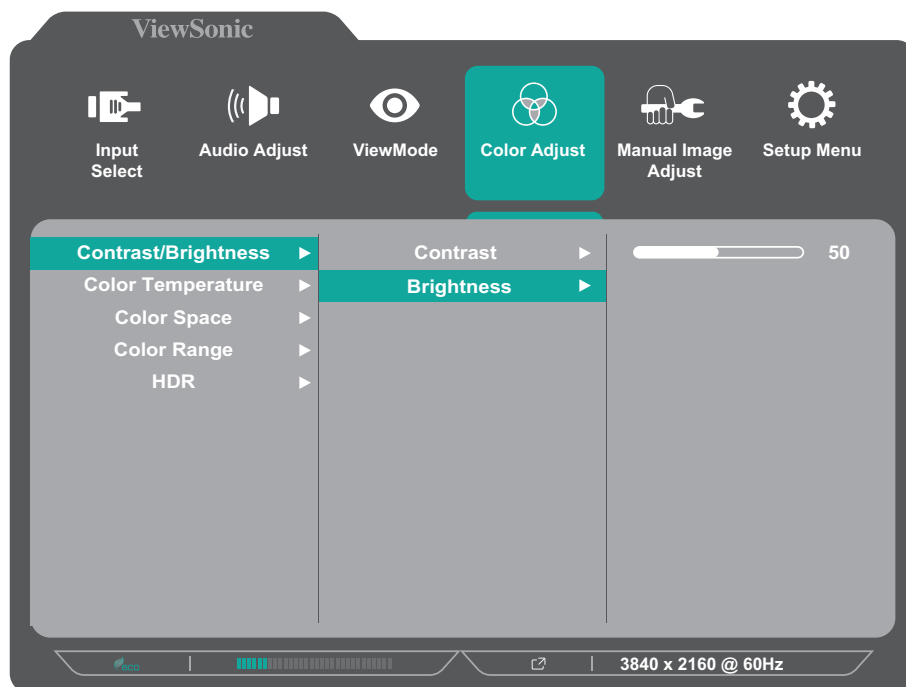 ViewSonic
Input
Select
Audio Adjust
ViewMode
Color Adjust
Manual Image
Adjust
Setup Menu
Contrast/Brightness
Color Temperature
Color Space
Color Range
HDR
Contrast
Brightness
50
eco
3840 x 2160 @ 60Hz